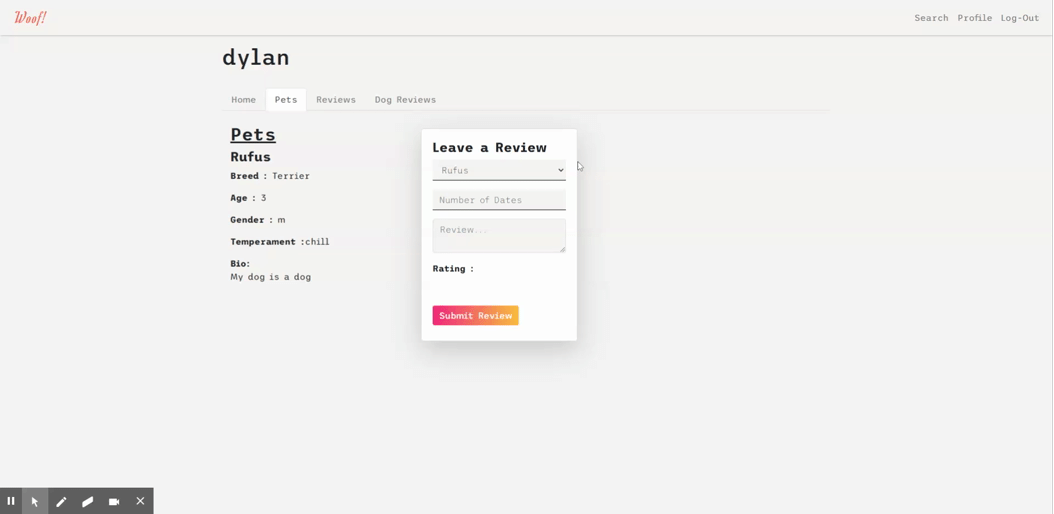 Woof!
Search Profile Log-Out
dylan
Home Pets Reviews Dog Reviews
Pets
Rufus
Breed : Terrier
Age : 3
Gender : m
Temperament :chill
Bio:
My dog is a dog
Leave a Review
Rufus
Number of Dates
Review...
Rating :
Submit Review